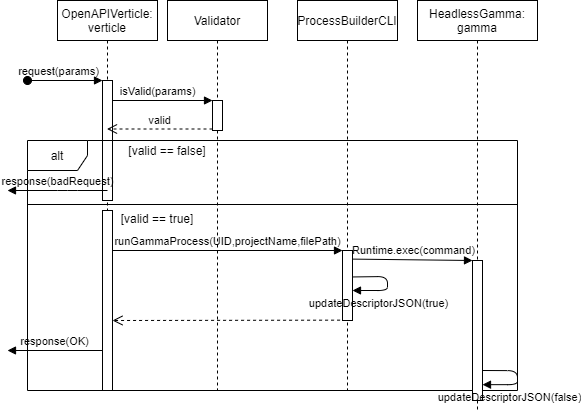 OpenAPIVerticle:
verticle
Validator
ProcessBuilderCLI
HeadlessGamma:
gamma
request(params)
isValid(params)
valid
alt
[valid == false]
response(badRequest)
[valid == true]
runGammaProcess(UID,projectName,filePath)
Runtime.exec(command)
updateDescriptorJSON(true)
response(OK)
updateDescriptorJSON(false)